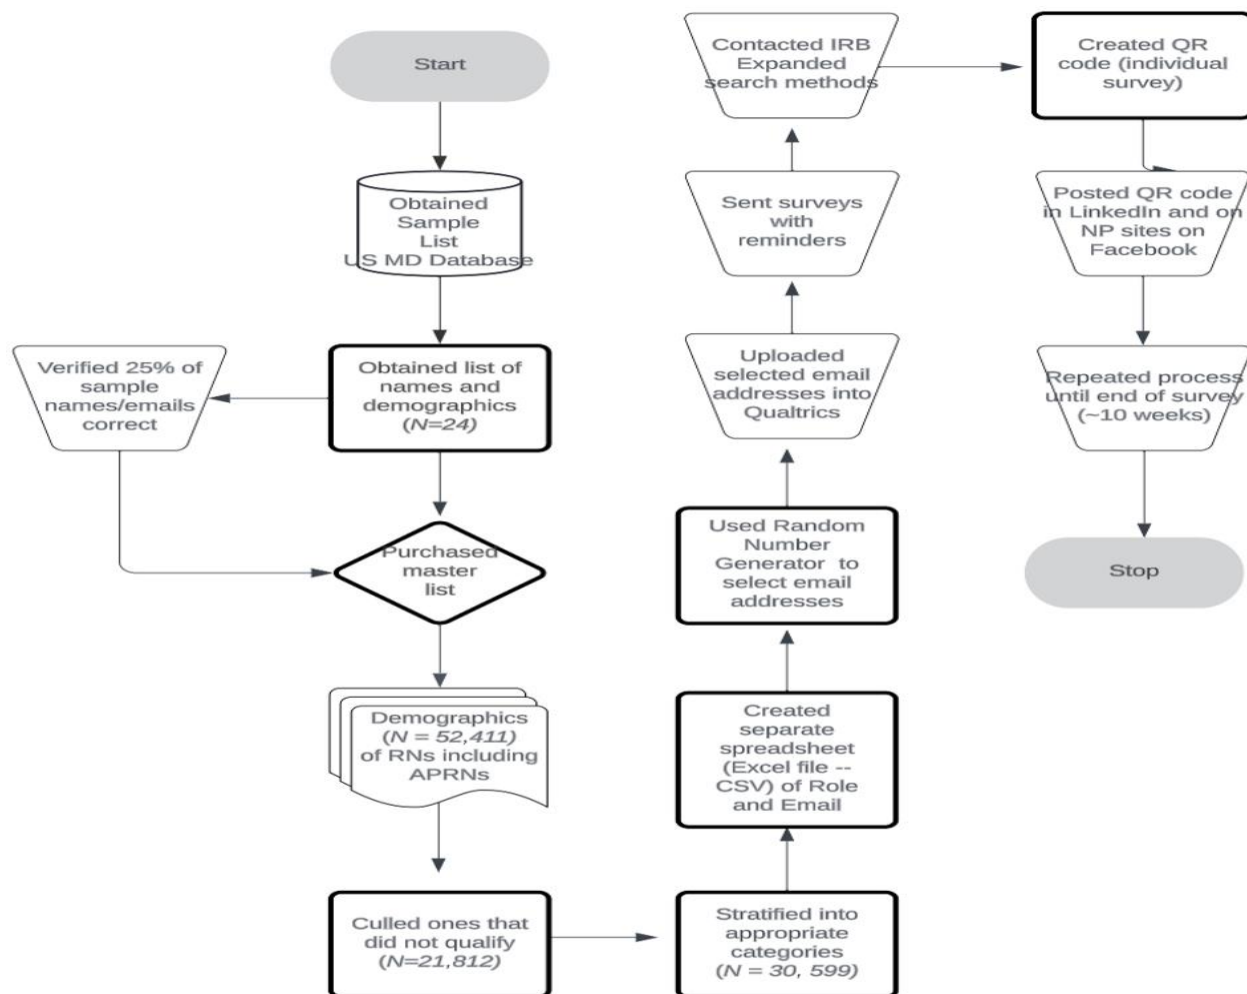 Start
Obtained
Sample
List
US MD Database
Obtained list of
names and
demographics
(N=24)
Verified 25% of
sample
names/emails
correct
Purchased
master
list
Demographics
(N = 52,411)
of RNs including
APRNs
Culled ones that
did not qualify
(N=21,812)
Stratified into
appropriate
categories
(N = 30, 599)
Created
separate
spreadsheet
(Excel file --
CSV) of Role
and Email
Used Random
Number
Generator to
select email
addresses
Uploaded
selected email
addresses into
Qualtrics
Sent surveys
with
reminders
Contacted IRB
Expanded
search methods
Created QR
code (individual
survey)
Posted QR code
in LinkedIn and on
NP sites on
Facebook
Repeated process
until end of survey
(~10 weeks)
Stop